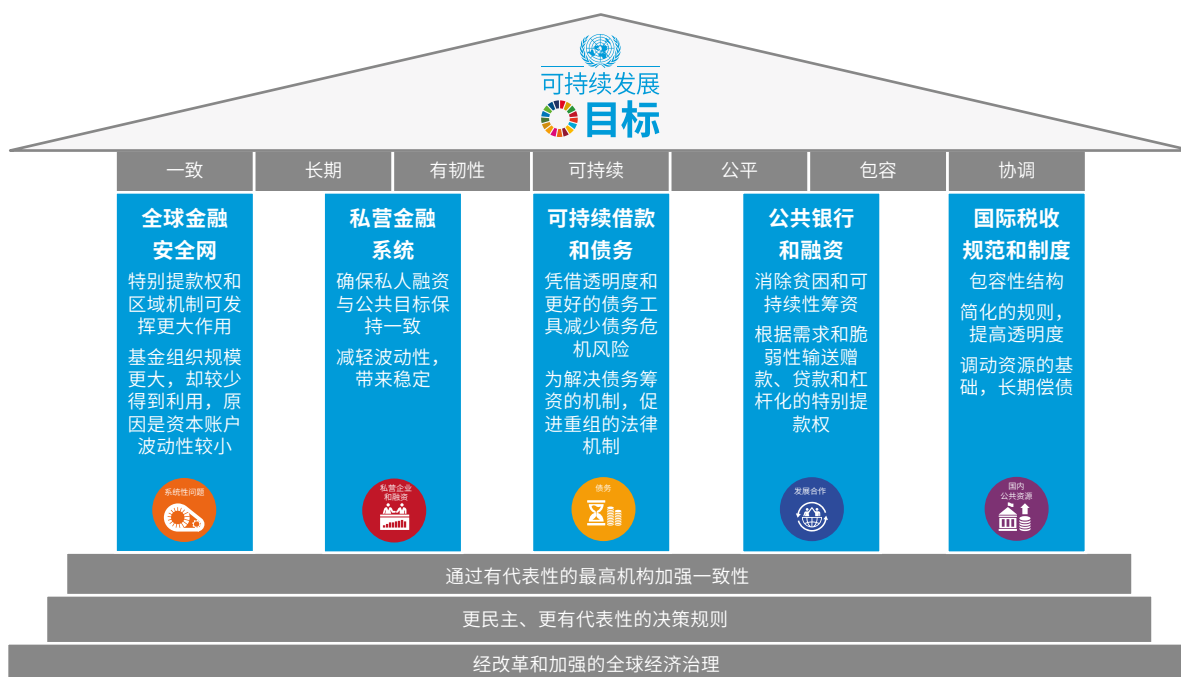 可持续发展
目标
一致
长期
有韧性
可持续
公平
包容
协调
全球金融
安全网
特别提款权和
区域机制可发
挥更大作用
基金组织规模
更大，却较少
得到利用，原
因是资本账户
波动性较小
系统性问题
私营金融
系统
确保私人融资
与公共目标保
持一致
减轻波动性，
带来稳定
私营企业
和融资
可持续借款
和债务
凭借透明度和
更好的债务工
具减少债务危
机风险
为解决债务筹
资的机制，促
进重组的法律
机制
债务
公共银行
和融资
消除贫困和可
持续性筹资
根据需求和脆
弱性输送赠
款、贷款和杠
杆化的特别提
款权
发展合作
国际税收
规范和制度
包容性结构
简化的规则，
提高透明度
调动资源的基
础，长期偿债
国内
公共资源
通过有代表性的最高机构加强一致性
更民主、更有代表性的决策规则
经改革和加强的全球经济治理